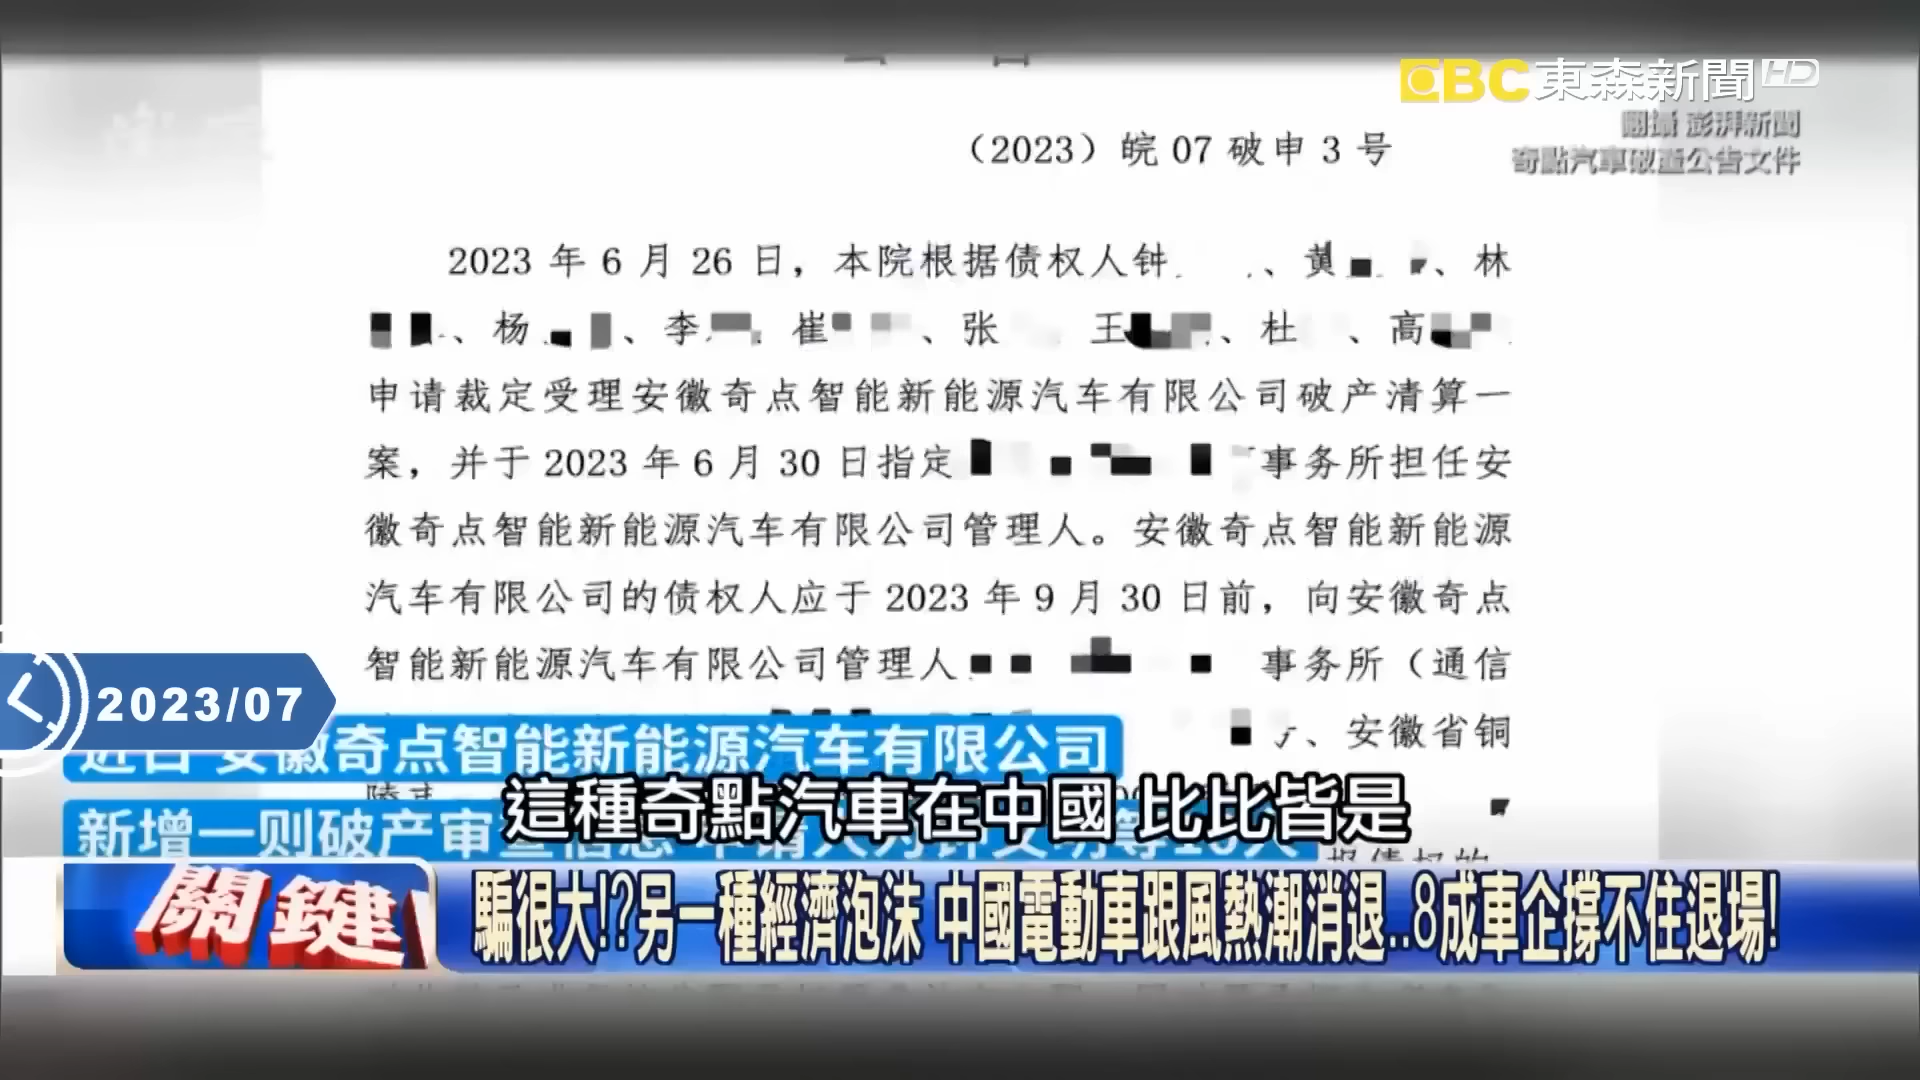 EBC 東森新聞 HD
翻攝 澎湃新聞
奇點汽車破產公告文件
（2023）皖 07 破申 3 号
2023 年 6 月 26 日，本院根据债权人钟 、黄 、林
、杨 、李 崔 、张 王 、杜 、高
申请裁定受理安徽奇点智能新能源汽车有限公司破产清算一
案，并于 2023 年 6 月 30 日指定 事务所担任安
徽奇点智能新能源汽车有限公司管理人。安徽奇点智能新能源
汽车有限公司的债权人应于 2023 年 9 月 30 日前，向安徽奇点
智能新能源汽车有限公司管理人 事务所（通信
、安徽省铜
2023/07
近日 安徽奇点智能新能源汽车有限公司
新增一则破产审查信息
這種奇點汽車在中國 比比皆是
關鍵
騙很大!?另一種經濟泡沫 中國電動車跟風熱潮消退..8成車企撐不住退場!